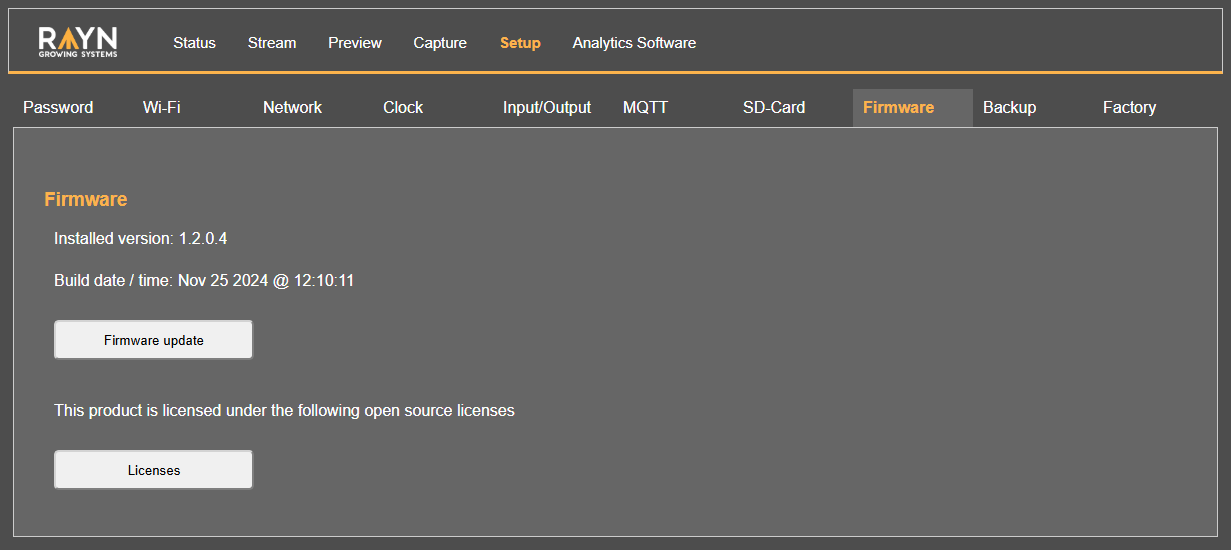 RAYN
GROWING SYSTEMS
Status Stream Preview Capture Setup Analytics Software
Password Wi-Fi Network Clock Input/Output MQTT SD-Card Firmware Backup Factory
Firmware
Installed version: 1.2.0.4
Build date / time: Nov 25 2024 @ 12:10:11
Firmware update
This product is licensed under the following open source licenses
Licenses